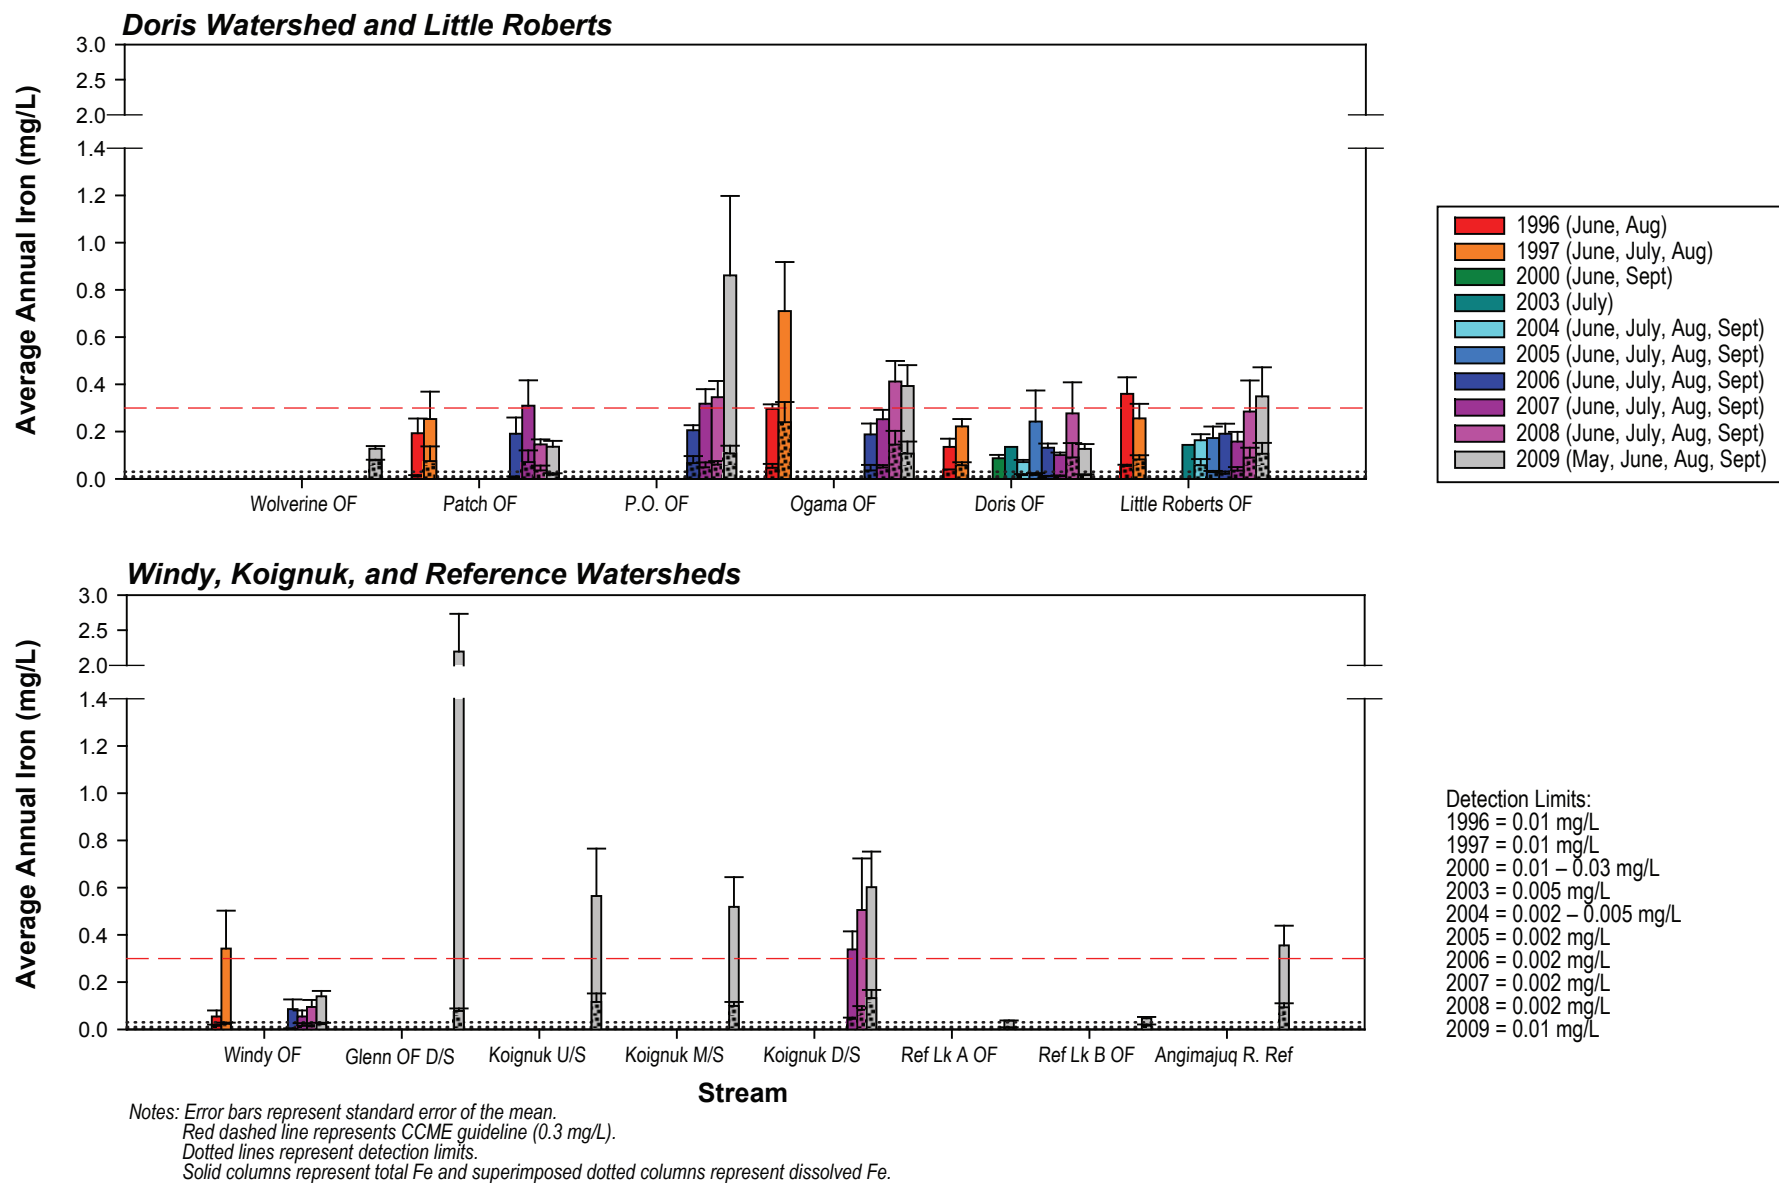 Doris Watershed and Little Roberts
Average Annual Iron (mg/L)
3.0
2.5
2.0
1.4
1.2
1.0
0.8
0.6
0.4
0.2
0.0
Wolverine OF Patch OF P.O. OF Ogama OF Doris OF Little Roberts OF
1996 (June, Aug)
1997 (June, July, Aug)
2000 (June, Sept)
2003 (July)
2004 (June, July, Aug, Sept)
2005 (June, July, Aug, Sept)
2006 (June, July, Aug, Sept)
2007 (June, July, Aug, Sept)
2008 (June, July, Aug, Sept)
2009 (May, June, Aug, Sept)
Windy, Koignuk, and Reference Watersheds
Average Annual Iron (mg/L)
3.0
2.5
2.0
1.4
1.2
1.0
0.8
0.6
0.4
0.2
0.0
Windy OF Glenn OF D/S Koignuk U/S Koignuk M/S Koignuk D/S Ref Lk A OF Ref Lk B OF Angimajuq R. Ref
Stream
Detection Limits:
1996 = 0.01 mg/L
1997 = 0.01 mg/L
2000 = 0.01 – 0.03 mg/L
2003 = 0.005 mg/L
2004 = 0.002 – 0.005 mg/L
2005 = 0.002 mg/L
2006 = 0.002 mg/L
2007 = 0.002 mg/L
2008 = 0.002 mg/L
2009 = 0.01 mg/L
Notes: Error bars represent standard error of the mean.
Red dashed line represents CCME guideline (0.3 mg/L).
Dotted lines represent detection limits.
Solid columns represent total Fe and superimposed dotted columns represent dissolved Fe.